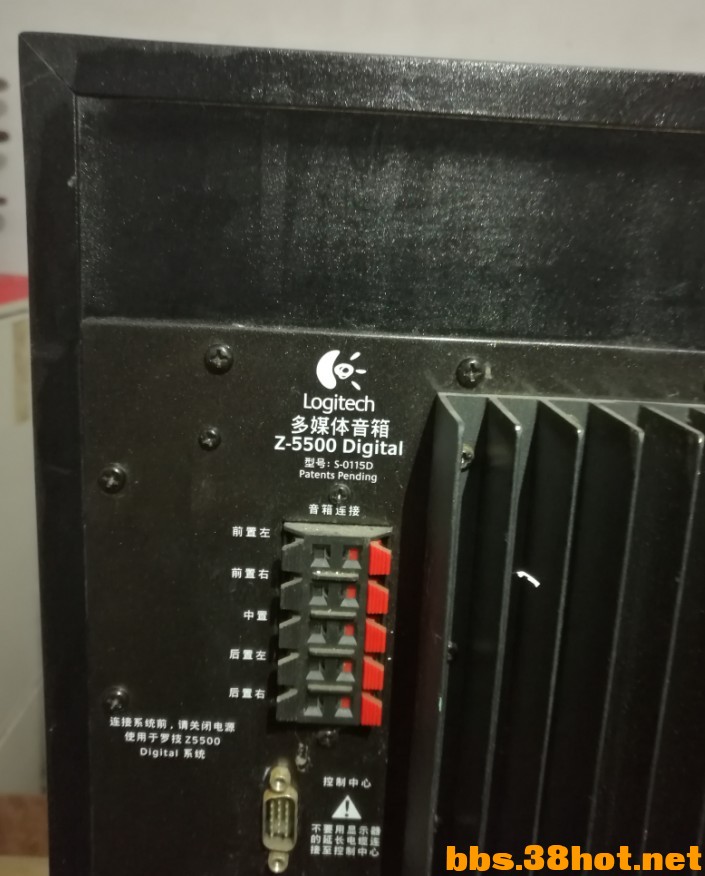 Logitech
多媒体音箱
Z-5500 Digital
型号：S-0115D
Patents Pending
音箱连接
前置左
前置右
中置
后置左
后置右
连接系统前，请关闭电源
使用于罗技 Z5500
Digital 系统
控制中心
不要用显示器
的延长电缆连
接至控制中心
bbs.38hot.net